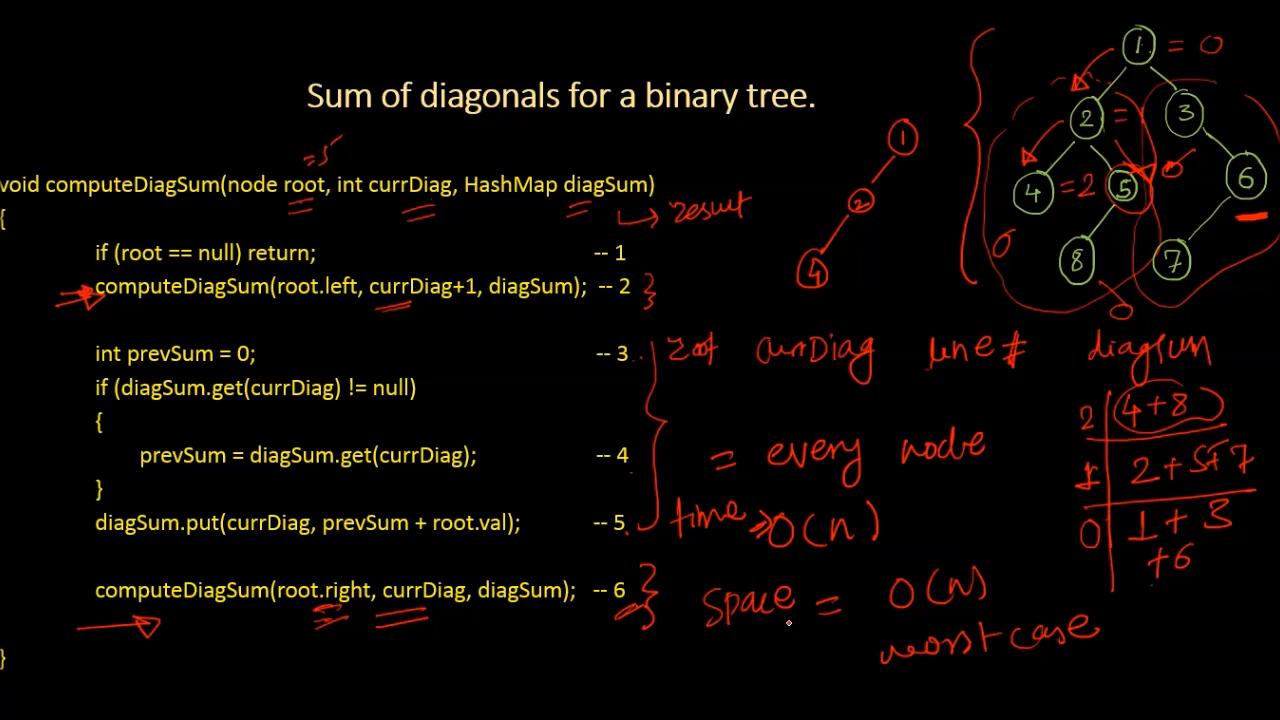 Sum of diagonals for a binary tree.
=5
void computeDiagSum(node root, int currDiag, HashMap diagSum)
result
{
if (root == null) return; -- 1
computeDiagSum(root.left, currDiag+1, diagSum); -- 2
int prevSum = 0; -- 3
if (diagSum.get(currDiag) != null)
{
prevSum = diagSum.get(currDiag); -- 4
}
diagSum.put(currDiag, prevSum + root.val); -- 5
computeDiagSum(root.right, currDiag, diagSum); -- 6
}
1
2
4
1 = 0
2 =
3
4 = 2
5
6
8
7
0
0
root currDiag line# diagsum
2 4+8
1 2+5+7
0 1+3
+6
= every node
time => O(n)
space = O(n)
worst case